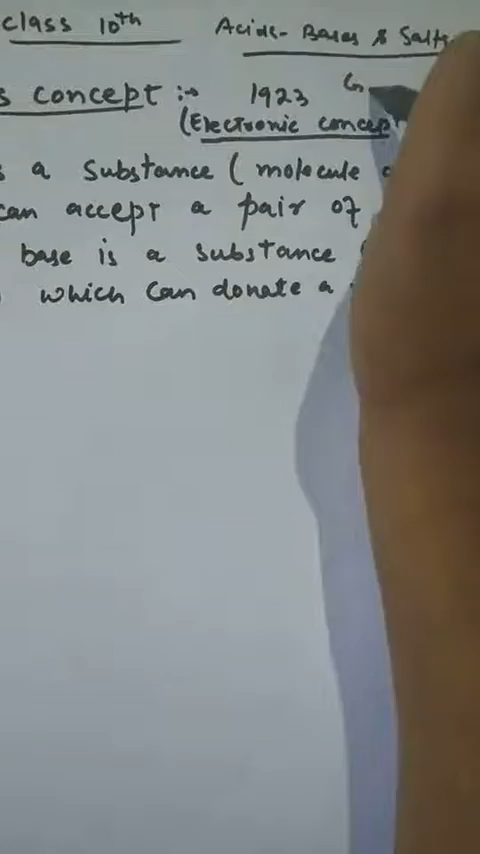 class 10th Acids- Bases & Salts
s concept :→ 1923
(Electronic concep
s a substance ( molecule
can accept a pair of
base is a substance
which can donate a